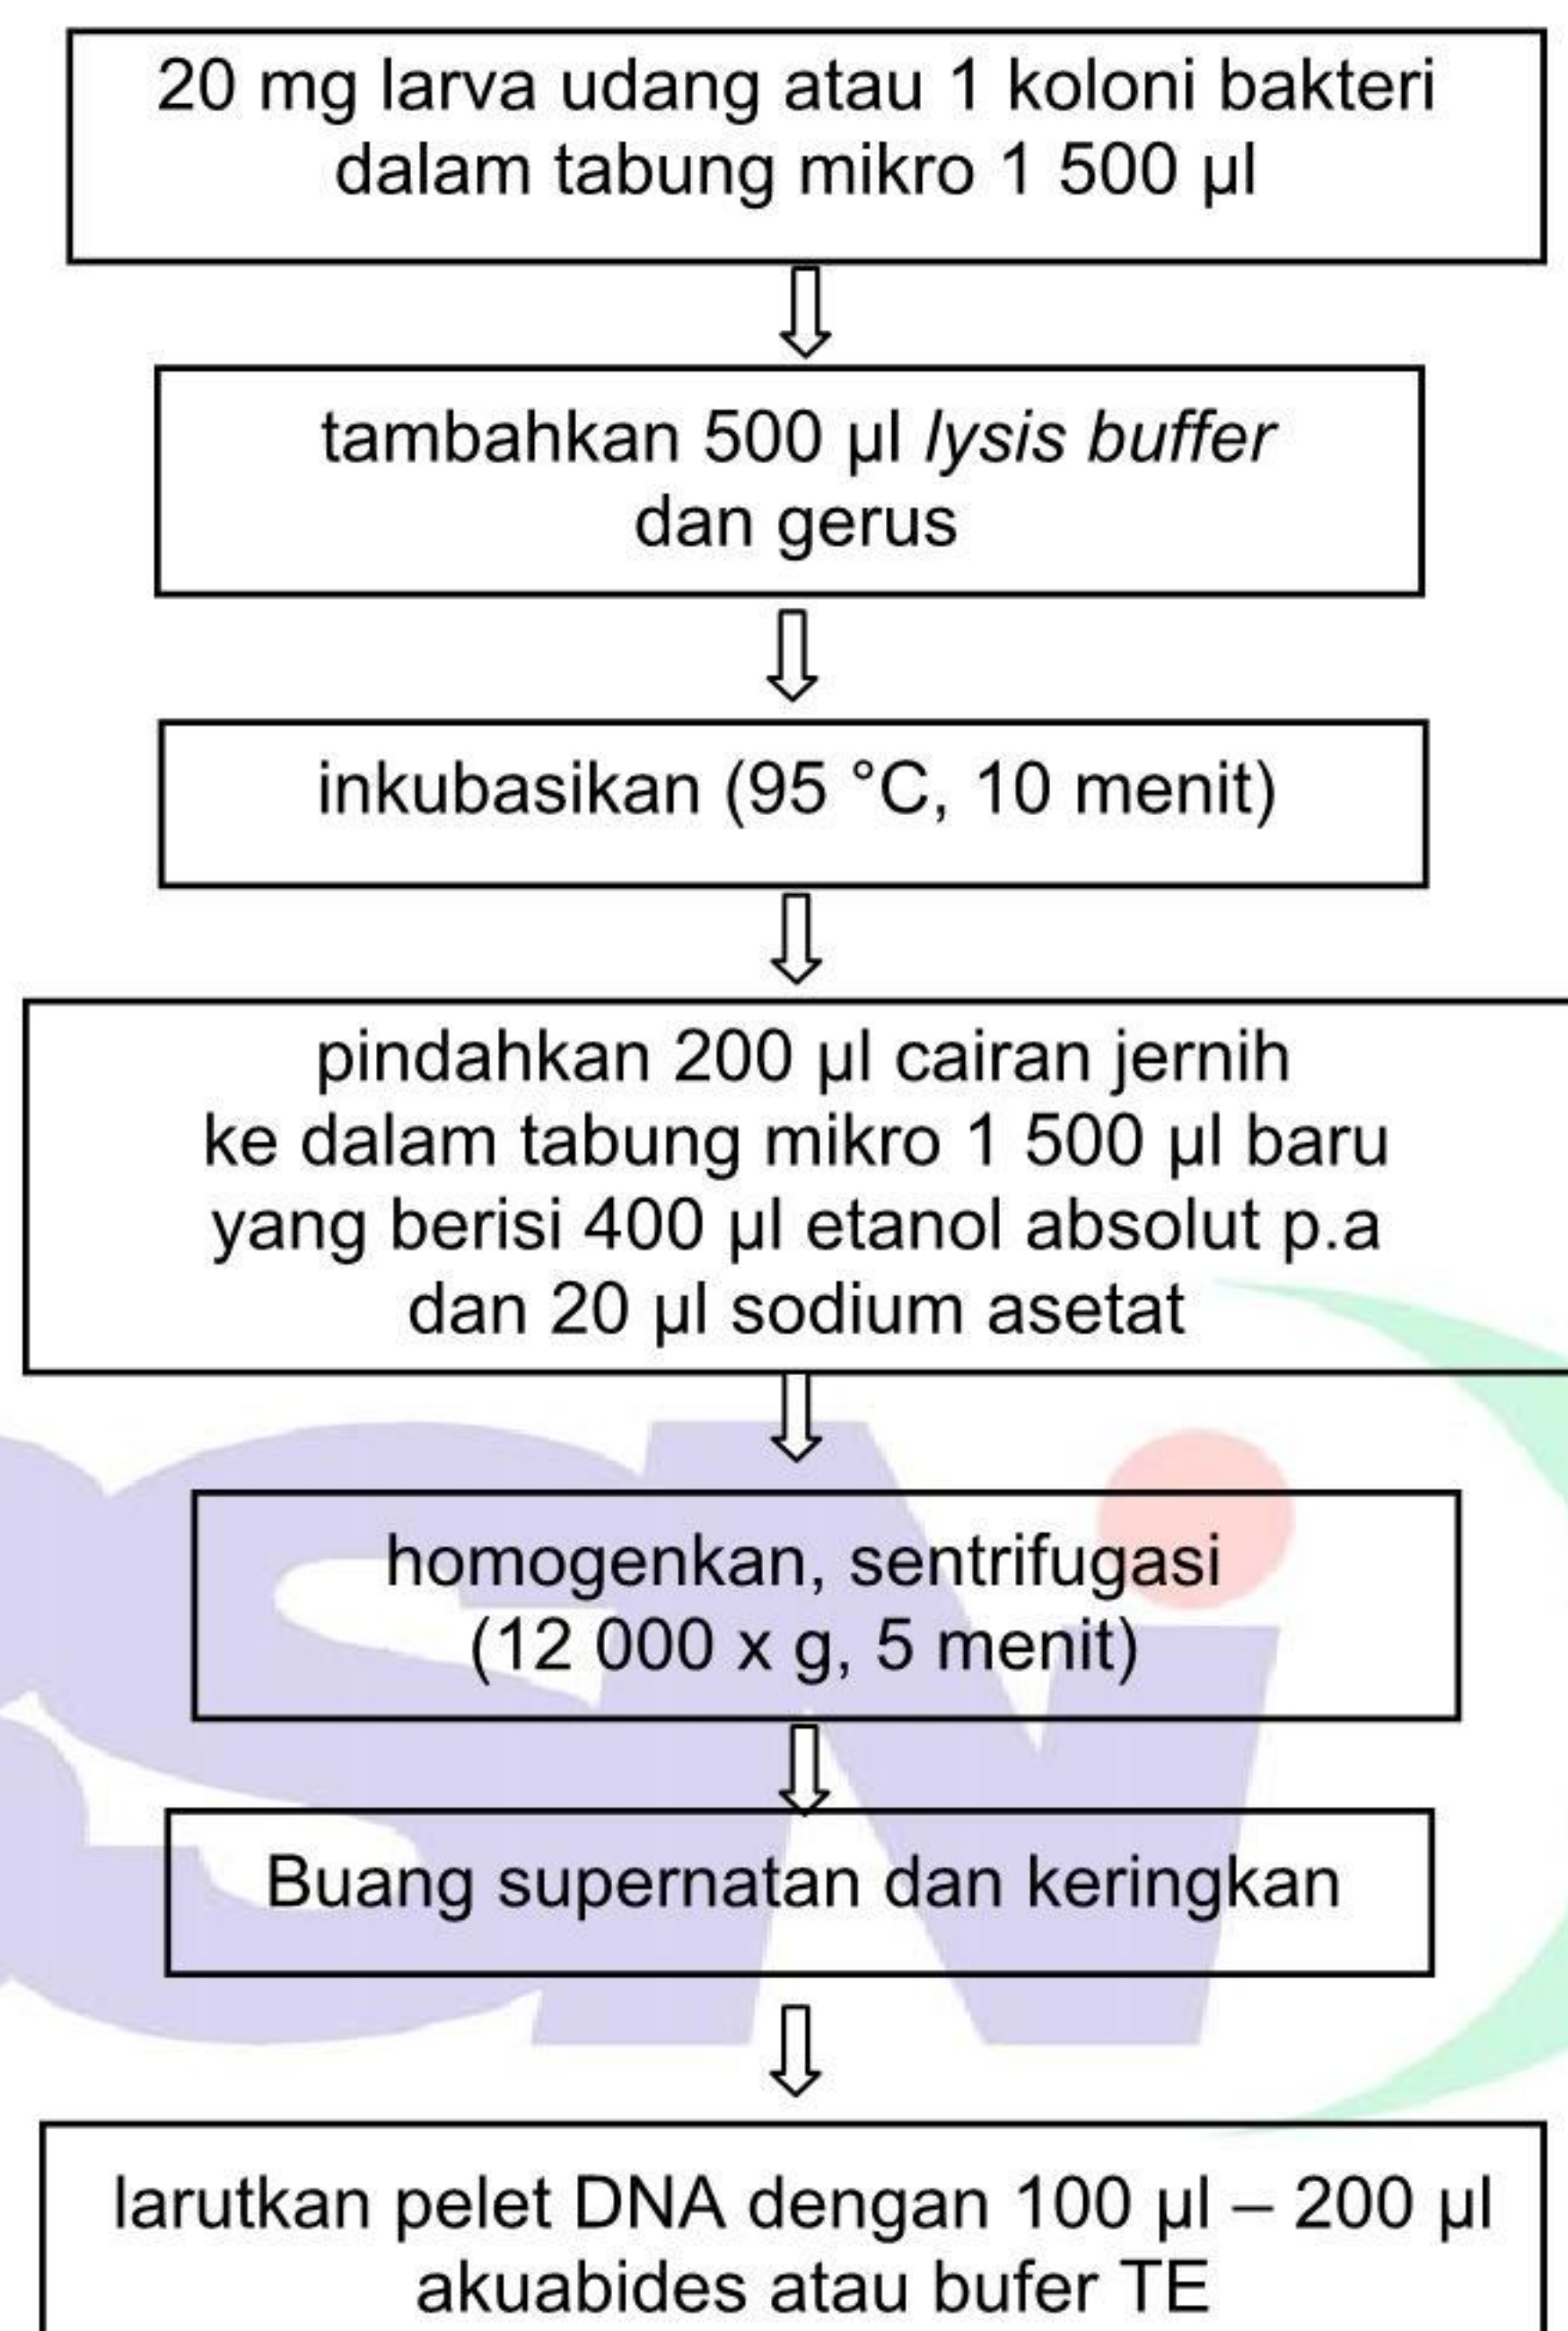 20 mg larva udang atau 1 koloni bakteri
dalam tabung mikro 1 500 µl
tambahkan 500 µl lysis buffer
dan gerus
inkubasikan (95 °C, 10 menit)
pindahkan 200 µl cairan jernih
ke dalam tabung mikro 1 500 µl baru
yang berisi 400 µl etanol absolut p.a
dan 20 µl sodium asetat
homogenkan, sentrifugasi
(12 000 x g, 5 menit)
Buang supernatan dan keringkan
larutkan pelet DNA dengan 100 µl – 200 µl
akuabides atau bufer TE